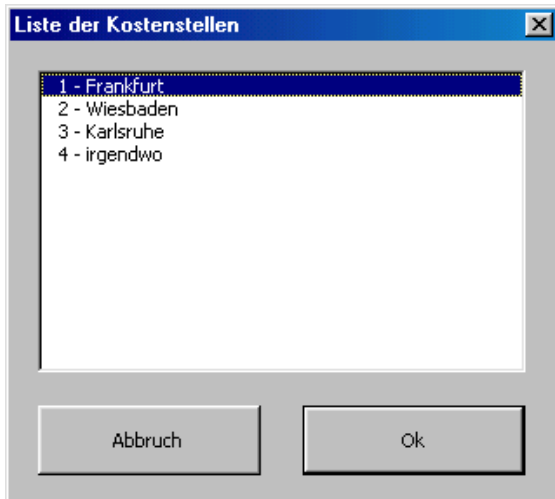 Liste der Kostenstellen
1 - Frankfurt
2 - Wiesbaden
3 - Karlsruhe
4 - irgendwo
Abbruch
Ok